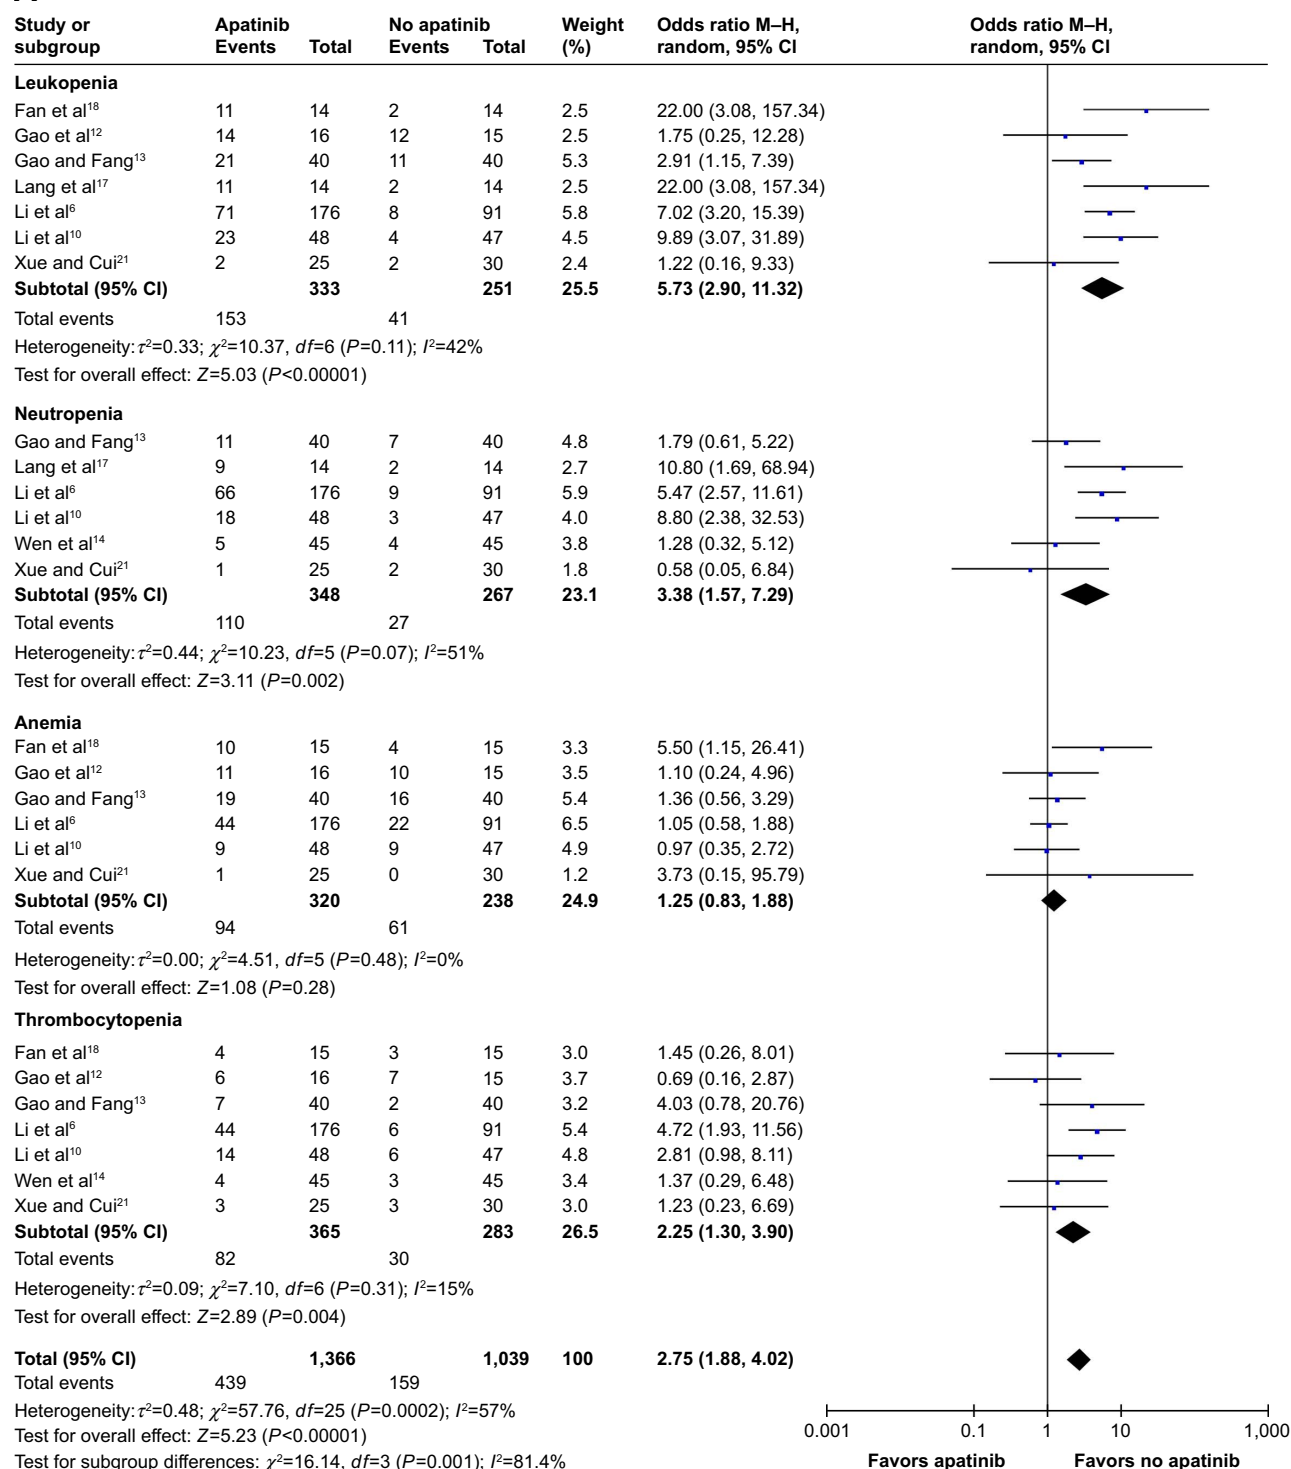 Study or Apatinib No apatinib Weight Odds ratio M–H, Odds ratio M–H,
subgroup Events Total Events Total (%) random, 95% CI random, 95% CI
Leukopenia
Fan et al18 11 14 2 14 2.5 22.00 (3.08, 157.34)
Gao et al12 14 16 12 15 2.5 1.75 (0.25, 12.28)
Gao and Fang13 21 40 11 40 5.3 2.91 (1.15, 7.39)
Lang et al17 11 14 2 14 2.5 22.00 (3.08, 157.34)
Li et al6 71 176 8 91 5.8 7.02 (3.20, 15.39)
Li et al10 23 48 4 47 4.5 9.89 (3.07, 31.89)
Xue and Cui21 2 25 2 30 2.4 1.22 (0.16, 9.33)
Subtotal (95% CI) 333 251 25.5 5.73 (2.90, 11.32)
Total events 153 41
Heterogeneity: τ2=0.33; χ2=10.37, df=6 (P=0.11); I2=42%
Test for overall effect: Z=5.03 (P<0.00001)
Neutropenia
Gao and Fang13 11 40 7 40 4.8 1.79 (0.61, 5.22)
Lang et al17 9 14 2 14 2.7 10.80 (1.69, 68.94)
Li et al6 66 176 9 91 5.9 5.47 (2.57, 11.61)
Li et al10 18 48 3 47 4.0 8.80 (2.38, 32.53)
Wen et al14 5 45 4 45 3.8 1.28 (0.32, 5.12)
Xue and Cui21 1 25 2 30 1.8 0.58 (0.05, 6.84)
Subtotal (95% CI) 348 267 23.1 3.38 (1.57, 7.29)
Total events 110 27
Heterogeneity: τ2=0.44; χ2=10.23, df=5 (P=0.07); I2=51%
Test for overall effect: Z=3.11 (P=0.002)
Anemia
Fan et al18 10 15 4 15 3.3 5.50 (1.15, 26.41)
Gao et al12 11 16 10 15 3.5 1.10 (0.24, 4.96)
Gao and Fang13 19 40 16 40 5.4 1.36 (0.56, 3.29)
Li et al6 44 176 22 91 6.5 1.05 (0.58, 1.88)
Li et al10 9 48 9 47 4.9 0.97 (0.35, 2.72)
Xue and Cui21 1 25 0 30 1.2 3.73 (0.15, 95.79)
Subtotal (95% CI) 320 238 24.9 1.25 (0.83, 1.88)
Total events 94 61
Heterogeneity: τ2=0.00; χ2=4.51, df=5 (P=0.48); I2=0%
Test for overall effect: Z=1.08 (P=0.28)
Thrombocytopenia
Fan et al18 4 15 3 15 3.0 1.45 (0.26, 8.01)
Gao et al12 6 16 7 15 3.7 0.69 (0.16, 2.87)
Gao and Fang13 7 40 2 40 3.2 4.03 (0.78, 20.76)
Li et al6 44 176 6 91 5.4 4.72 (1.93, 11.56)
Li et al10 14 48 6 47 4.8 2.81 (0.98, 8.11)
Wen et al14 4 45 3 45 3.4 1.37 (0.29, 6.48)
Xue and Cui21 3 25 3 30 3.0 1.23 (0.23, 6.69)
Subtotal (95% CI) 365 283 26.5 2.25 (1.30, 3.90)
Total events 82 30
Heterogeneity: τ2=0.09; χ2=7.10, df=6 (P=0.31); I2=15%
Test for overall effect: Z=2.89 (P=0.004)
Total (95% CI) 1,366 1,039 100 2.75 (1.88, 4.02)
Total events 439 159
Heterogeneity: τ2=0.48; χ2=57.76, df=25 (P=0.0002); I2=57%
Test for overall effect: Z=5.23 (P<0.00001)
Test for subgroup differences: χ2=16.14, df=3 (P=0.001); I2=81.4%
0.001 0.1 1 10 1,000
Favors apatinib Favors no apatinib